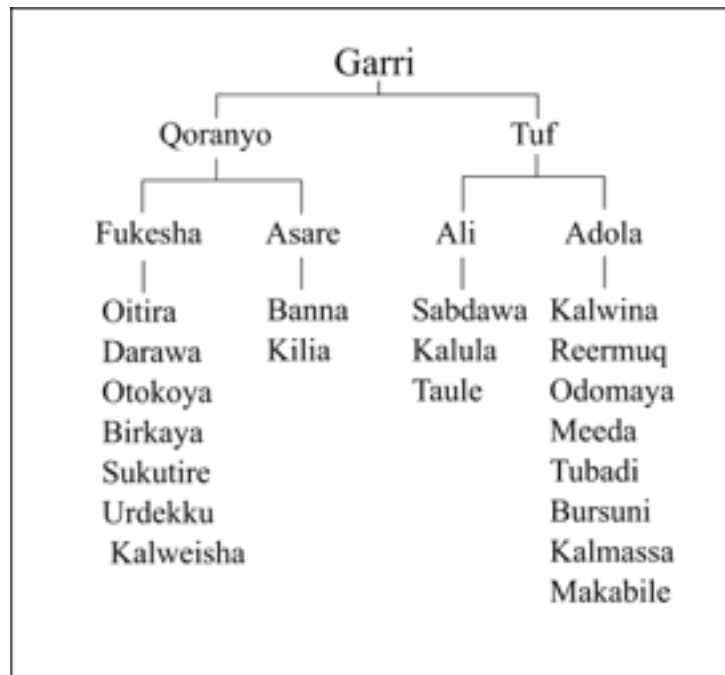 Garri
Qoranyo Tuf
Fukesha Asare Ali Adola
Oitira Banna Sabdawa Kalwina
Darawa Kilia Kalula Reermuq
Otokoya Taule Odomaya
Birkaya Meeda
Sukutire Tubadi
Urdekku Bursuni
Kalweisha Kalmassa
Makabile